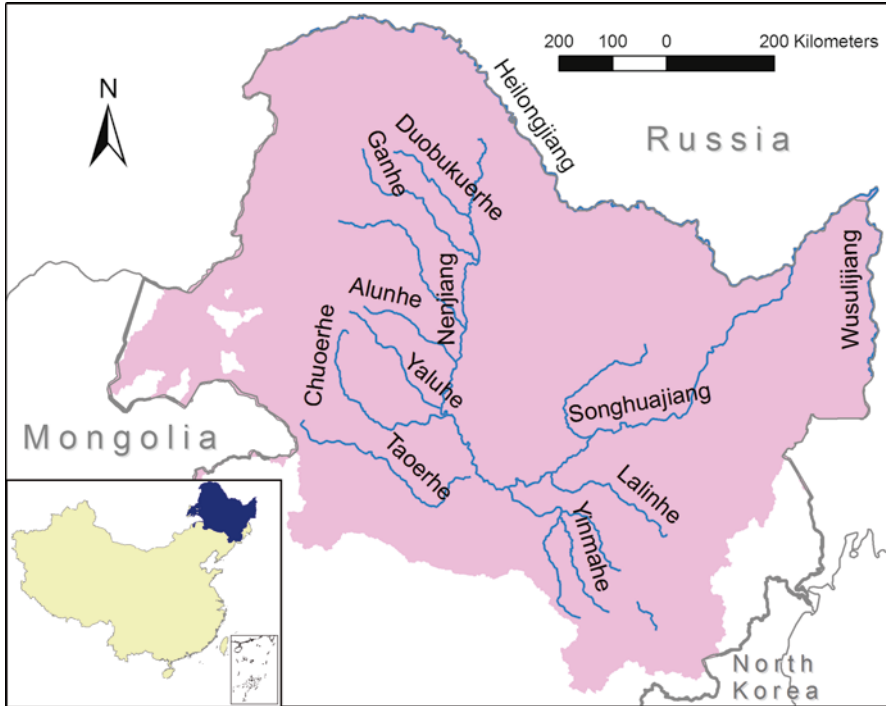 200 100 0 200 Kilometers
N
Heilongjiang
Russia
Duobukuerhe
Ganhe
Nenjiang
Wusulijiang
Alunhe
Chuoerhe
Yaluhe
Songhuajiang
Mongolia
Taoerhe
Lalinhe
Yinmahe
North
Korea